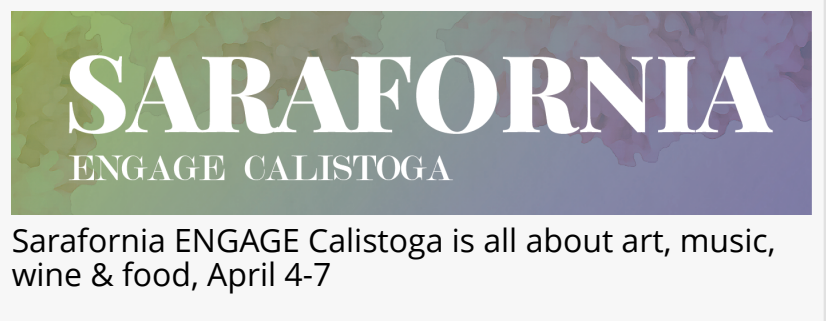 SARAFORNIA
ENGAGE CALISTOGA
Sarafornia ENGAGE Calistoga is all about art, music,
wine & food, April 4-7